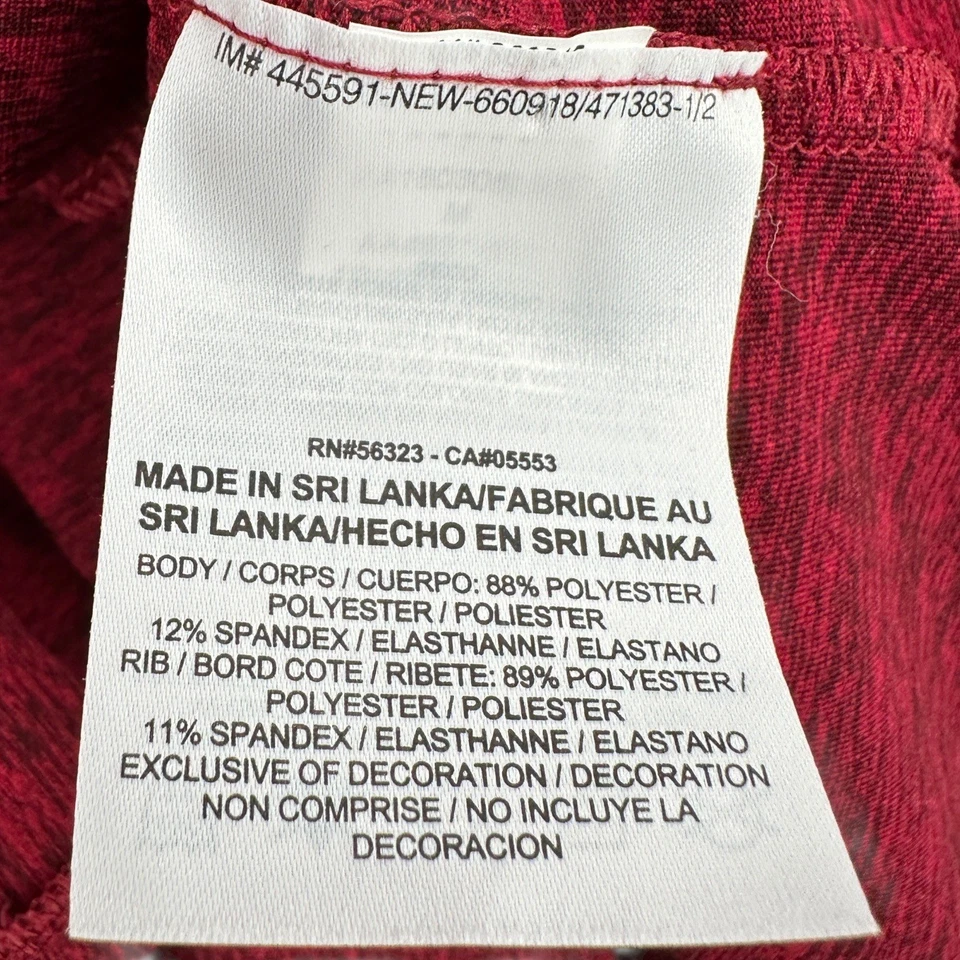 IM# 445591-NEW-660918/471383-1/2
RN#56323 - CA#05553
MADE IN SRI LANKA/FABRIQUE AU
SRI LANKA/HECHO EN SRI LANKA
BODY / CORPS / CUERPO: 88% POLYESTER /
POLYESTER / POLIESTER
12% SPANDEX / ELASTHANNE / ELASTANO
RIB / BORD COTE / RIBETE: 89% POLYESTER /
POLYESTER / POLIESTER
11% SPANDEX / ELASTHANNE / ELASTANO
EXCLUSIVE OF DECORATION / DECORATION
NON COMPRISE / NO INCLUYE LA
DECORACION